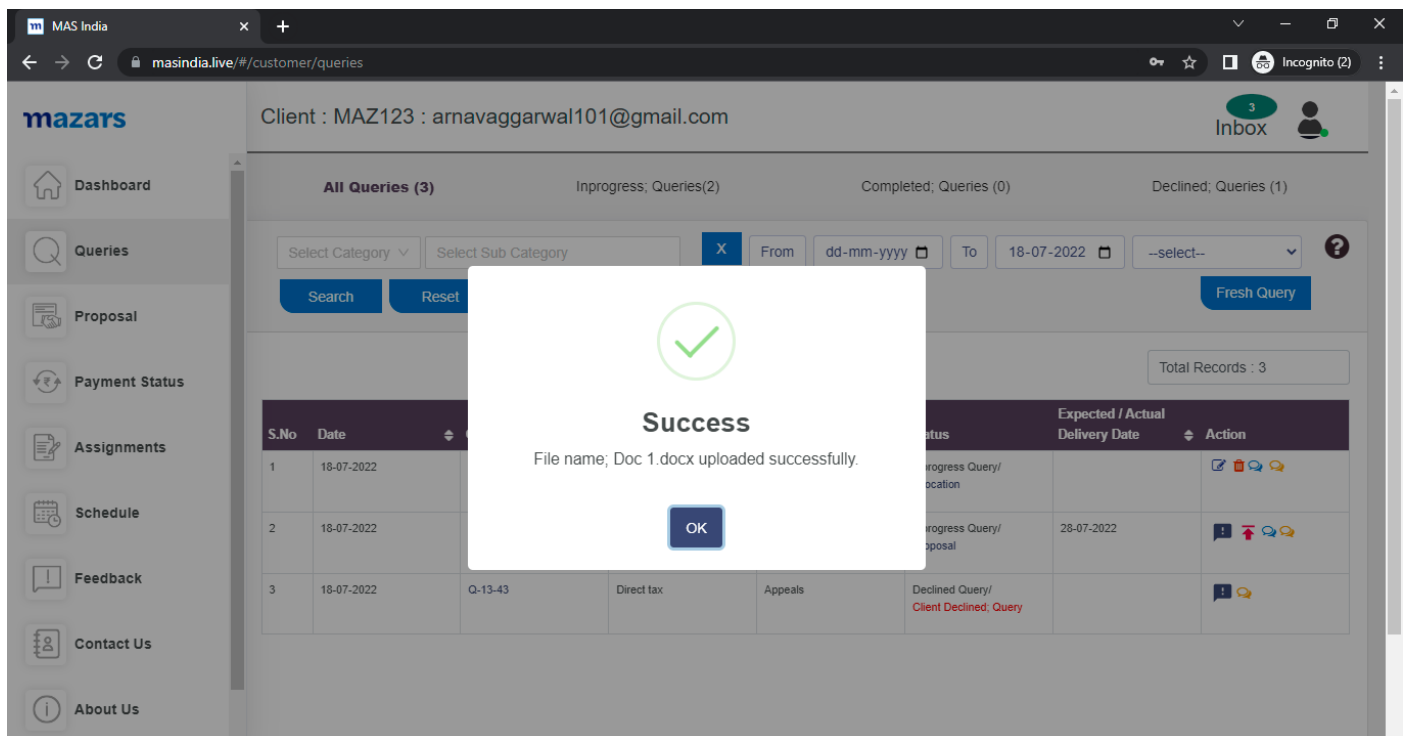 MAS India
masindia.live/#/customer/queries
Incognito (2)
mazars
Client : MAZ123 : arnavaggarwal101@gmail.com
3
Inbox
Dashboard
Queries
Proposal
Payment Status
Assignments
Schedule
Feedback
Contact Us
About Us
All Queries (3) Inprogress; Queries(2) Completed; Queries (0) Declined; Queries (1)
Select Category Select Sub Category X From dd-mm-yyyy To 18-07-2022 --select--
Search Reset Fresh Query
Total Records : 3
Success
File name; Doc 1.docx uploaded successfully.
OK
Expected / Actual
S.No Date Delivery Date Action
1 18-07-2022
2 18-07-2022 28-07-2022
3 18-07-2022 Q-13-43 Direct tax Appeals Declined Query/
Client Declined; Query